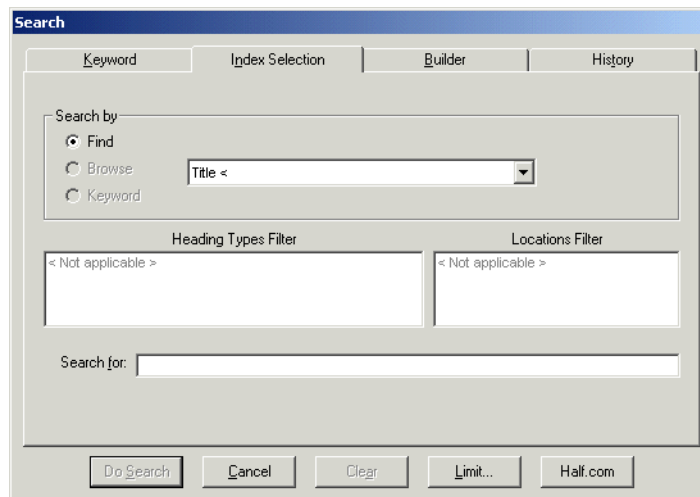 Search
Keyword Index Selection Builder History
Search by
Find
Browse
Title <
Keyword
Heading Types Filter Locations Filter
< Not applicable > < Not applicable >
Search for:
Do Search Cancel Clear Limit... Half.com